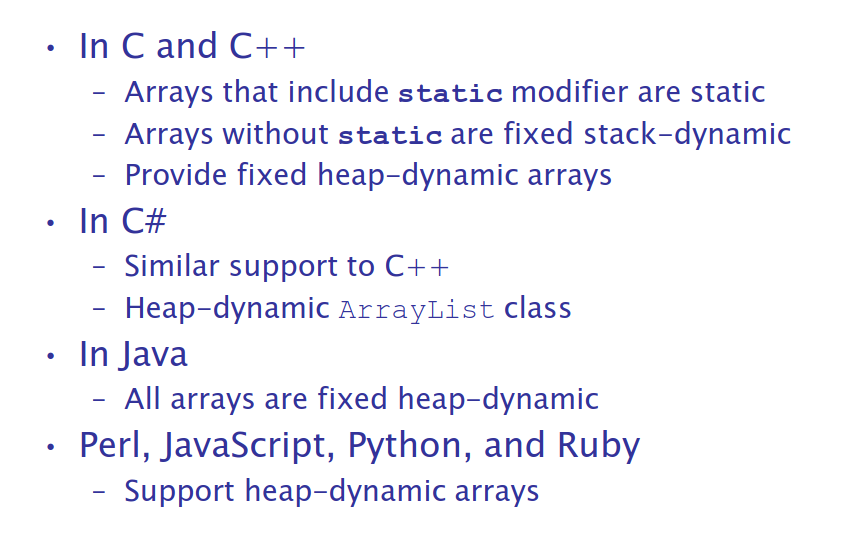 • In C and C++
– Arrays that include static modifier are static
– Arrays without static are fixed stack-dynamic
– Provide fixed heap-dynamic arrays
• In C#
– Similar support to C++
– Heap-dynamic ArrayList class
• In Java
– All arrays are fixed heap-dynamic
• Perl, JavaScript, Python, and Ruby
– Support heap-dynamic arrays